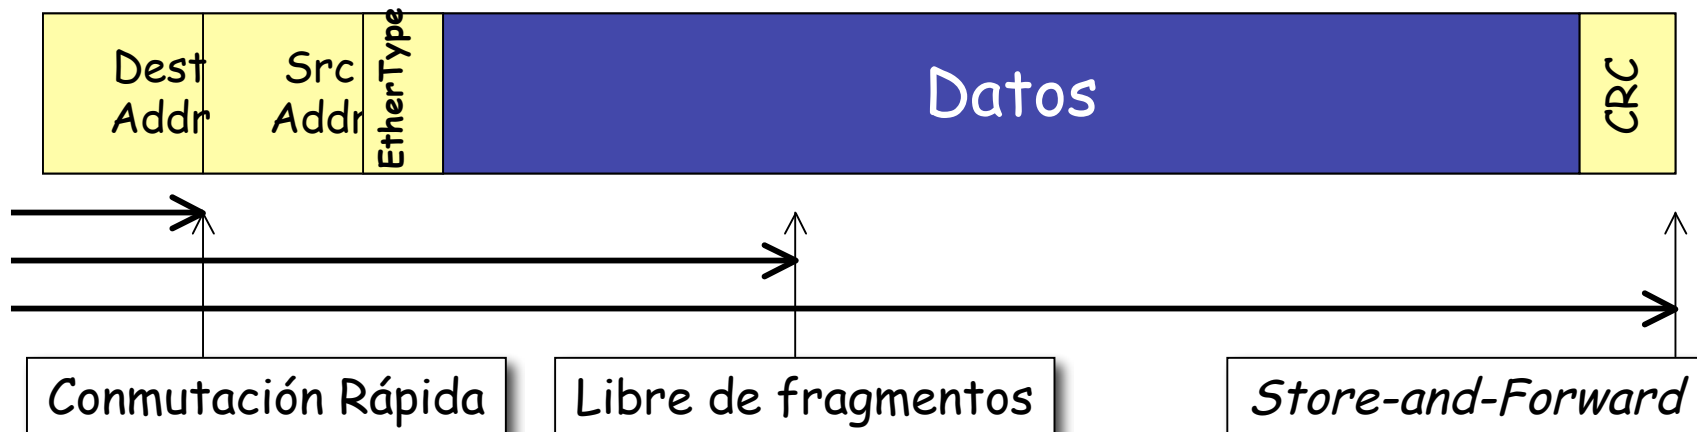 Dest
Addr
Src
Addr
EtherType
Datos
CRC
Conmutación Rápida
Libre de fragmentos
Store-and-Forward